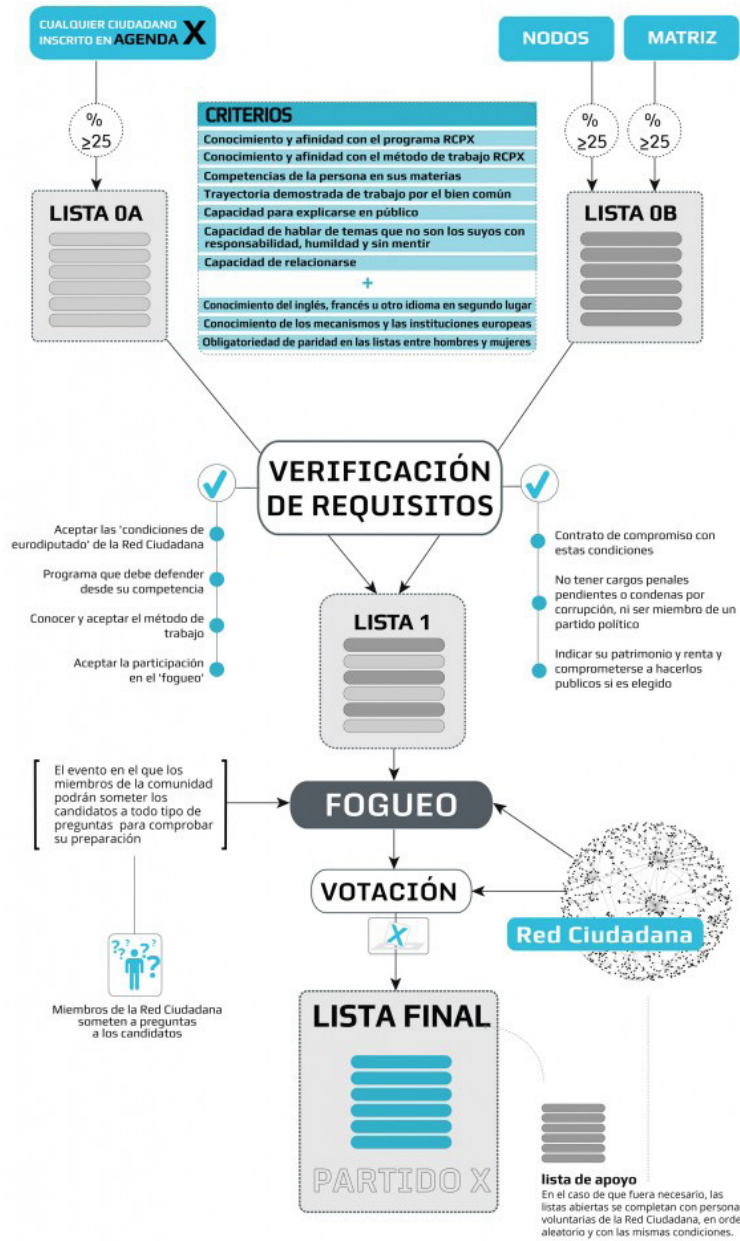 CUALQUIER CIUDADANO
INSCRITO EN AGENDA X
NODOS
MATRIZ
%
≥25
%
≥25
%
≥25
CRITERIOS
Conocimiento y afinidad con el programa RCPX
Conocimiento y afinidad con el método de trabajo RCPX
Competencias de la persona en sus materias
Trayectoria demostrada de trabajo por el bien común
Capacidad para explicarse en público
Capacidad de hablar de temas que no son los suyos con
responsabilidad, humildad y sin mentir
Capacidad de relacionarse
+
Conocimiento del inglés, francés u otro idioma en segundo lugar
Conocimiento de los mecanismos y las instituciones europeas
Obligatoriedad de paridad en las listas entre hombres y mujeres
LISTA 0A
LISTA 0B
VERIFICACIÓN
DE REQUISITOS
Aceptar las 'condiciones de
eurodiputado' de la Red Ciudadana
Programa que debe defender
desde su competencia
Conocer y aceptar el método de
trabajo
Aceptar la participación
en el 'fogueo'
Contrato de compromiso con
estas condiciones
No tener cargos penales
pendientes o condenas por
corrupción, ni ser miembro de un
partido político
Indicar su patrimonio y renta y
comprometerse a hacerlos
publicos si es elegido
LISTA 1
El evento en el que los
miembros de la comunidad
podrán someter los
candidatos a todo tipo de
preguntas para comprobar
su preparación
FOGUEO
VOTACIÓN
X
Red Ciudadana
????
?
Miembros de la Red Ciudadana
someten a preguntas
a los candidatos
LISTA FINAL
PARTIDO X
lista de apoyo
En el caso de que fuera necesario, las
listas abiertas se completan con persona
voluntarias de la Red Ciudadana, en orde
aleatorio y con las mismas condiciones.